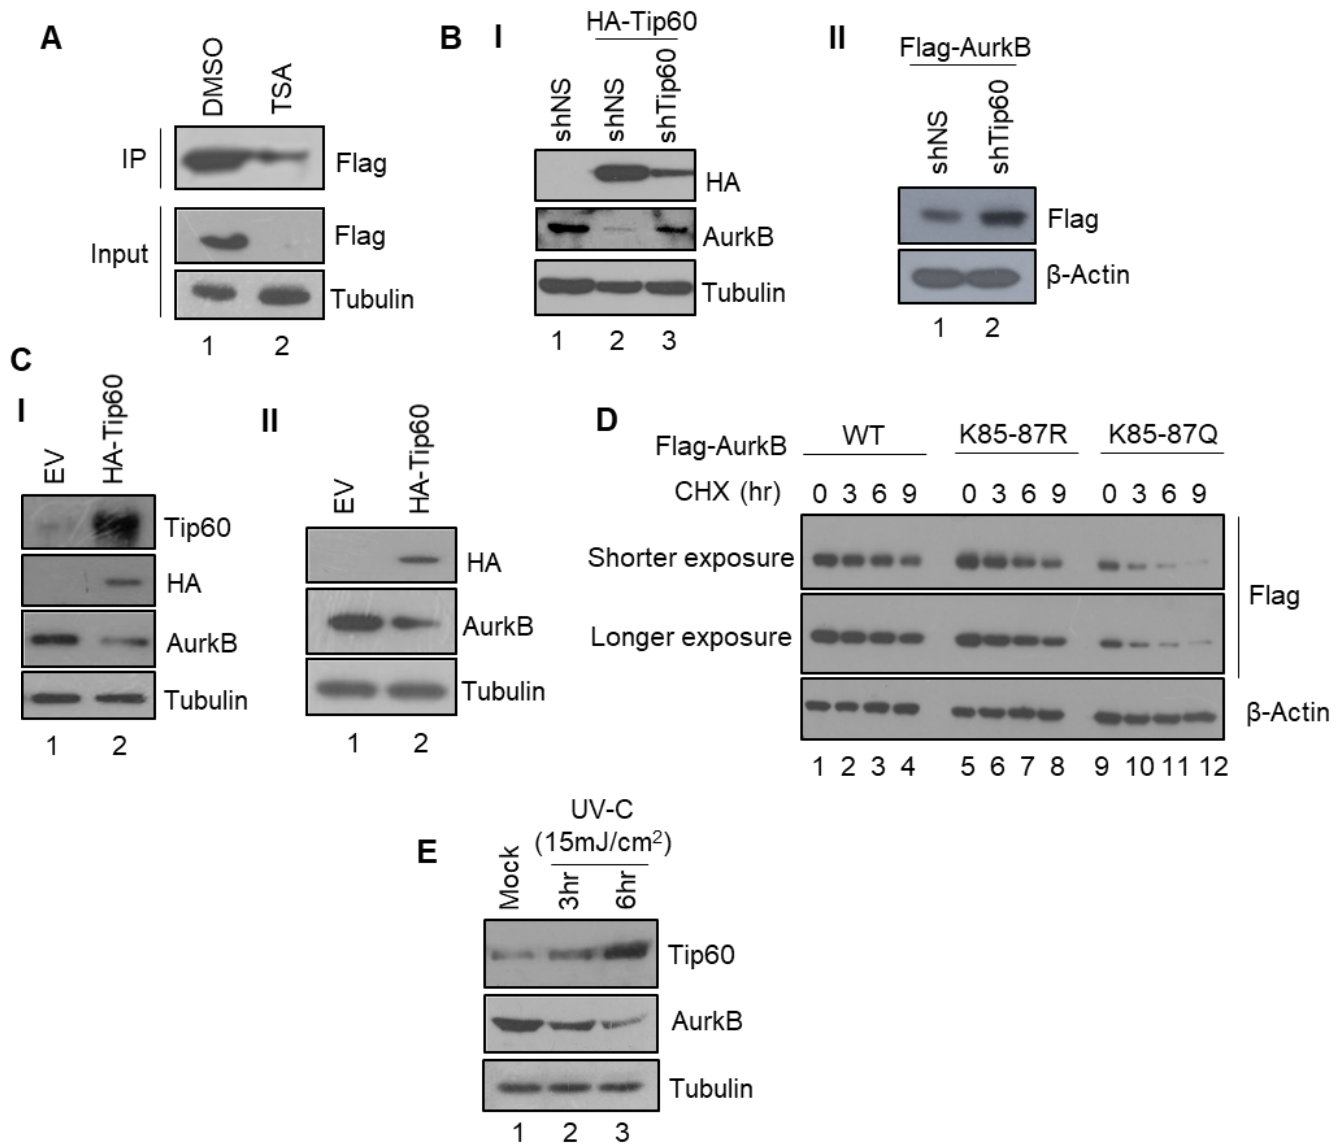 A
DMSO
TSA
IP
Flag
Input
Flag
Tubulin
1 2
B
I
HA-Tip60
shNS
shNS
shTip60
HA
AurkB
Tubulin
1 2 3
II
Flag-AurkB
shNS
shTip60
Flag
β-Actin
1 2
C
I
EV
HA-Tip60
Tip60
HA
AurkB
Tubulin
1 2
II
EV
HA-Tip60
HA
AurkB
Tubulin
1 2
D
Flag-AurkB WT K85-87R K85-87Q
CHX (hr) 0 3 6 9 0 3 6 9 0 3 6 9
Shorter exposure
Longer exposure
Flag
β-Actin
1 2 3 4 5 6 7 8 9 10 11 12
E
UV-C
(15mJ/cm²)
Mock
3hr
6hr
Tip60
AurkB
Tubulin
1 2 3